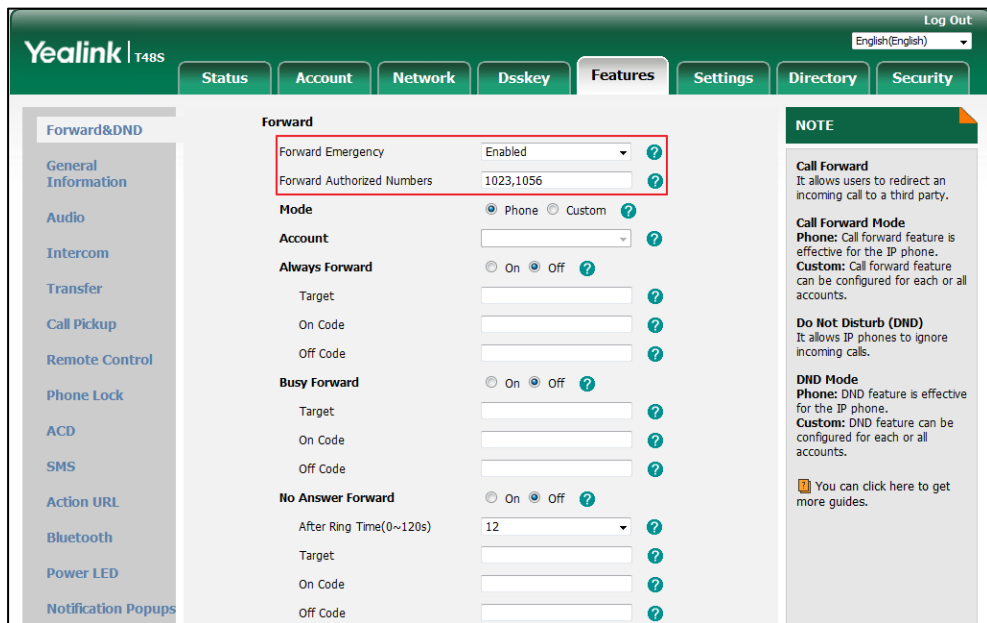 Log Out
Yealink | T48S
English(English)
Status
Account
Network
Dsskey
Features
Settings
Directory
Security
Forward&DND
General
Information
Audio
Intercom
Transfer
Call Pickup
Remote Control
Phone Lock
ACD
SMS
Action URL
Bluetooth
Power LED
Notification Popups
Forward
Forward Emergency Enabled ?
Forward Authorized Numbers 1023,1056 ?
Mode Phone Custom ?
Account ?
Always Forward On Off ?
Target ?
On Code ?
Off Code ?
Busy Forward On Off ?
Target ?
On Code ?
Off Code ?
No Answer Forward On Off ?
After Ring Time(0~120s) 12 ?
Target ?
On Code ?
Off Code ?
NOTE
Call Forward
It allows users to redirect an
incoming call to a third party.
Call Forward Mode
Phone: Call forward feature is
effective for the IP phone.
Custom: Call forward feature
can be configured for each or all
accounts.
Do Not Disturb (DND)
It allows IP phones to ignore
incoming calls.
DND Mode
Phone: DND feature is effective
for the IP phone.
Custom: DND feature can be
configured for each or all
accounts.
? You can click here to get
more guides.